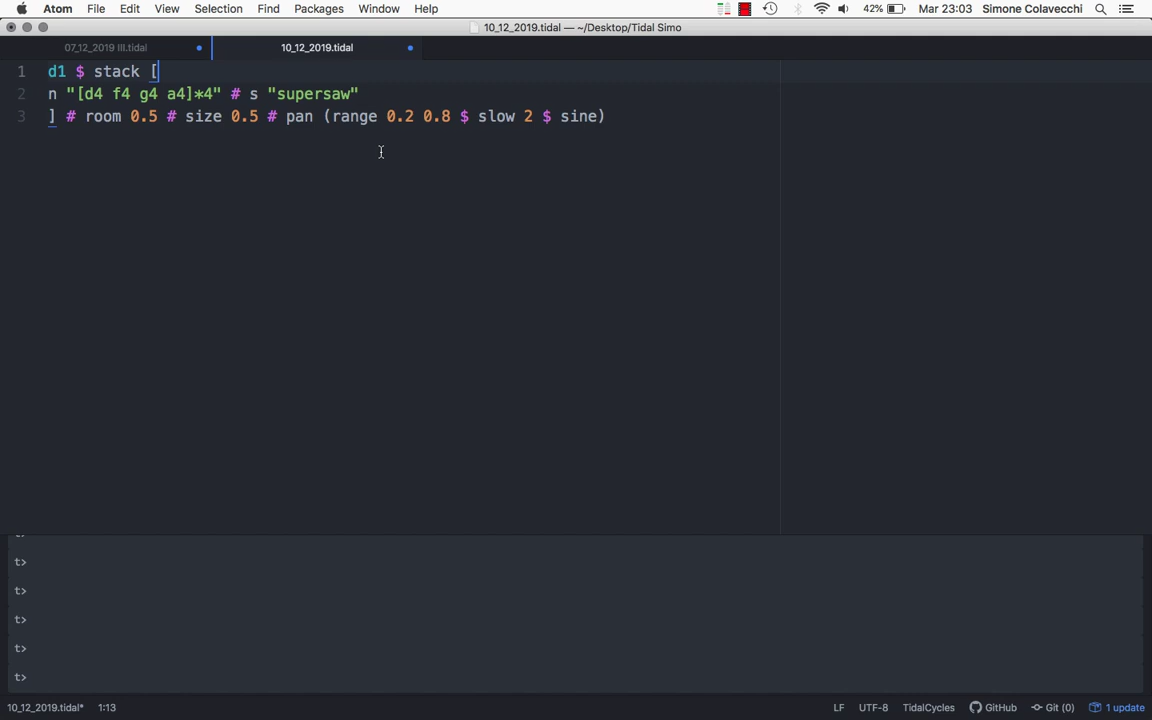 Atom File Edit View Selection Find Packages Window Help 42% Mar 23:03 Simone Colavecchi
10_12_2019.tidal — ~/Desktop/Tidal Simo
07_12_2019 III.tidal 10_12_2019.tidal
1 d1 $ stack [
2 n "[d4 f4 g4 a4]*4" # s "supersaw"
3 ] # room 0.5 # size 0.5 # pan (range 0.2 0.8 $ slow 2 $ sine)
t>
t>
t>
t>
t>
10_12_2019.tidal* 1:13 LF UTF-8 TidalCycles GitHub Git (0) 1 update